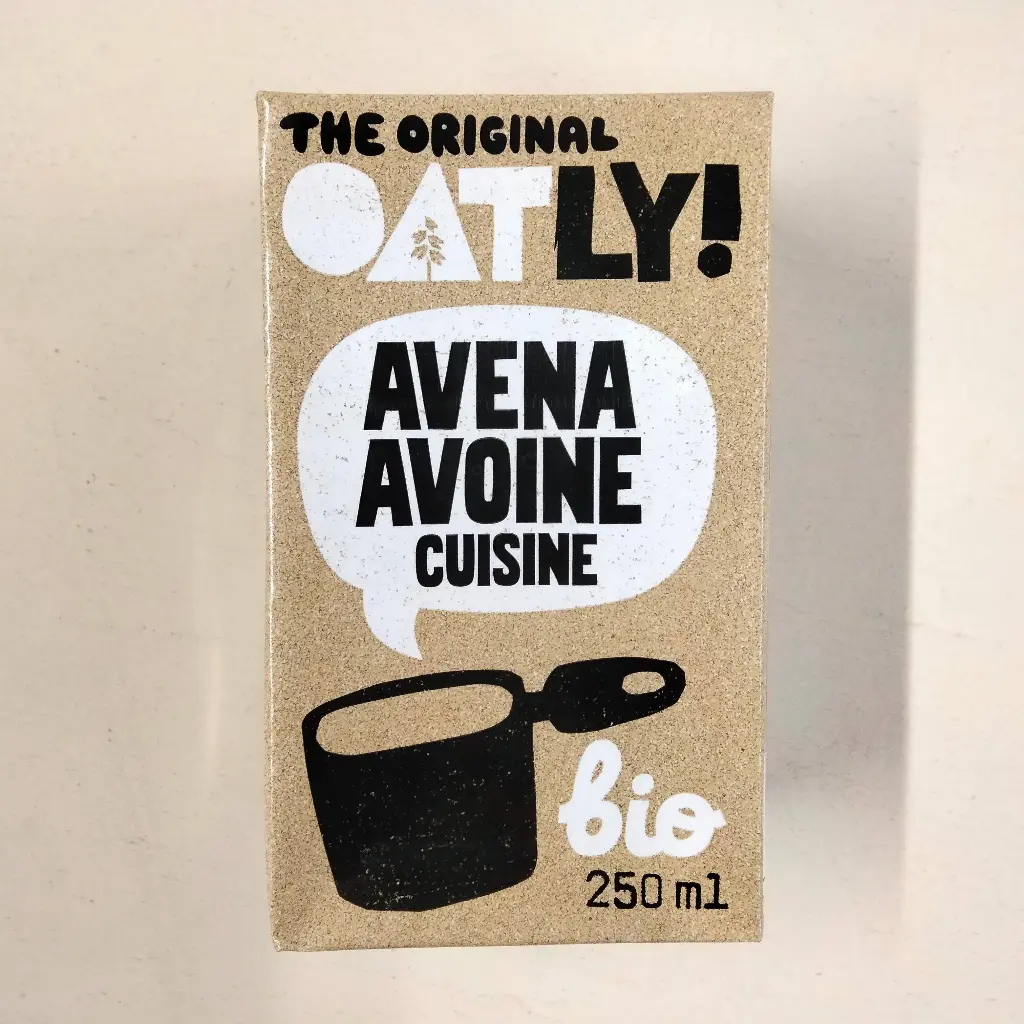 THE ORIGINAL
OATLY!
AVENA
AVOINE
CUISINE
bio
250 ml